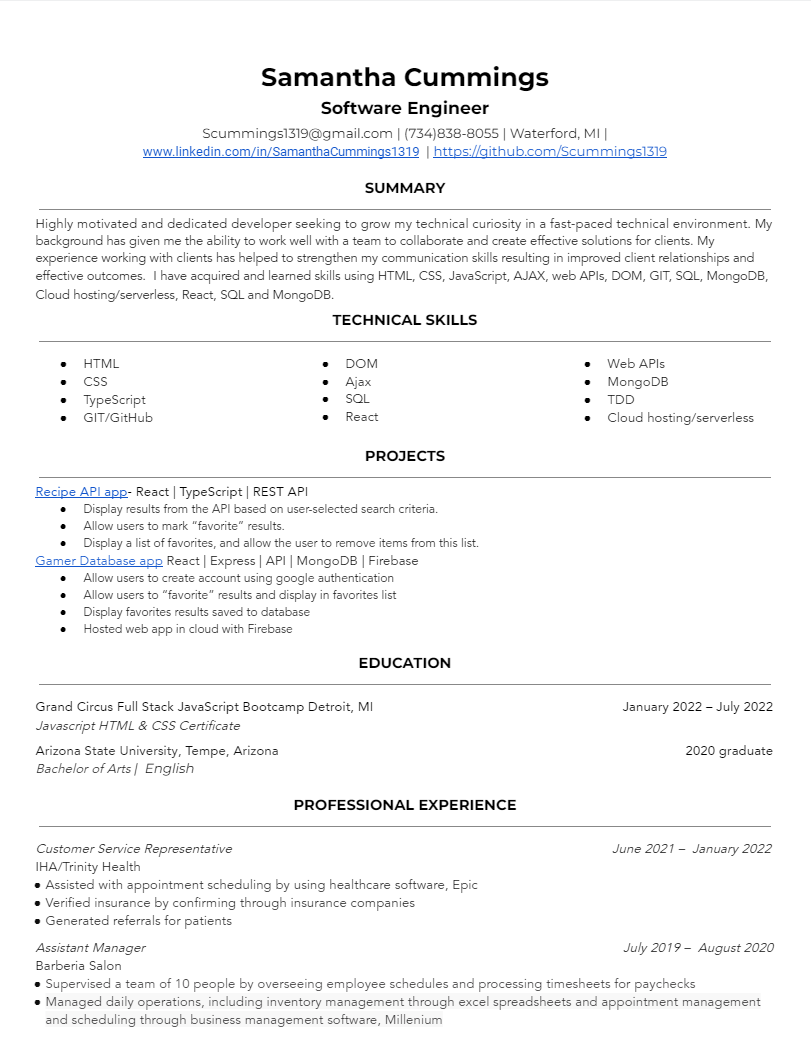 Samantha Cummings
Software Engineer
Scummings1319@gmail.com | (734)838-8055 | Waterford, MI |
www.linkedin.com/in/SamanthaCummings1319 | https://github.com/Scummings1319
SUMMARY
Highly motivated and dedicated developer seeking to grow my technical curiosity in a fast-paced technical environment. My
background has given me the ability to work well with a team to collaborate and create effective solutions for clients. My
experience working with clients has helped to strengthen my communication skills resulting in improved client relationships and
effective outcomes. I have acquired and learned skills using HTML, CSS, JavaScript, AJAX, web APIs, DOM, GIT, SQL, MongoDB,
Cloud hosting/serverless, React, SQL and MongoDB.
TECHNICAL SKILLS
● HTML
● CSS
● TypeScript
● GIT/GitHub
● DOM
● Ajax
● SQL
● React
● Web APIs
● MongoDB
● TDD
● Cloud hosting/serverless
PROJECTS
Recipe API app- React | TypeScript | REST API
● Display results from the API based on user-selected search criteria.
● Allow users to mark “favorite” results.
● Display a list of favorites, and allow the user to remove items from this list.
Gamer Database app React | Express | API | MongoDB | Firebase
● Allow users to create account using google authentication
● Allow users to “favorite” results and display in favorites list
● Display favorites results saved to database
● Hosted web app in cloud with Firebase
EDUCATION
Grand Circus Full Stack JavaScript Bootcamp Detroit, MI January 2022 – July 2022
Javascript HTML & CSS Certificate
Arizona State University, Tempe, Arizona 2020 graduate
Bachelor of Arts | English
PROFESSIONAL EXPERIENCE
Customer Service Representative June 2021 – January 2022
IHA/Trinity Health
● Assisted with appointment scheduling by using healthcare software, Epic
● Verified insurance by confirming through insurance companies
● Generated referrals for patients
Assistant Manager July 2019 – August 2020
Barberia Salon
● Supervised a team of 10 people by overseeing employee schedules and processing timesheets for paychecks
● Managed daily operations, including inventory management through excel spreadsheets and appointment management
and scheduling through business management software, Millenium